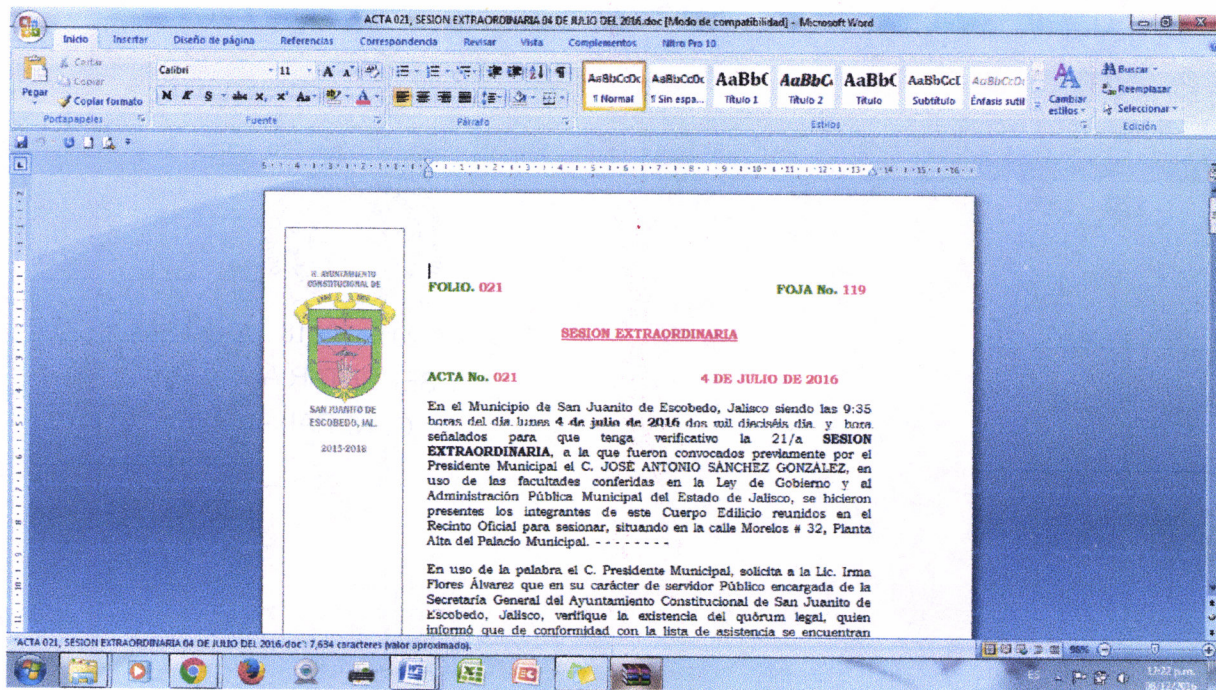 ACTA 021, SESION EXTRAORDINARIA 04 DE JULIO DEL 2016.doc [Modo de compatibilidad] - Microsoft Word
Inicio Insertar Diseño de página Referencias Correspondencia Revisar Vista Complementos Nitro Pro 10
Cortar
Copiar
Pegar
Copiar formato
Portapapeles
Calibri 11
N K S abc x, x² Aa
Fuente
Párrafo
AaBbCcDc AaBbCcDc AaBbC AaBbC AaBbC AaBbCcI AaBbCcDc
¶ Normal ¶ Sin espa... Título 1 Título 2 Título Subtítulo Énfasis sutil
Cambiar estilos
Estilos
Buscar
Reemplazar
Seleccionar
Edición
H. AYUNTAMIENTO
CONSTITUCIONAL DE
SAN JUANITO DE
ESCOBEDO, JAL.
2015-2018
FOLIO. 021 FOJA No. 119
SESION EXTRAORDINARIA
ACTA No. 021 4 DE JULIO DE 2016
En el Municipio de San Juanito de Escobedo, Jalisco siendo las 9:35
horas del día lunes 4 de julio de 2016 dos mil dieciséis día y hora
señalados para que tenga verificativo la 21/a SESION
EXTRAORDINARIA, a la que fueron convocados previamente por el
Presidente Municipal el C. JOSÉ ANTONIO SÁNCHEZ GONZÁLEZ, en
uso de las facultades conferidas en la Ley de Gobierno y al
Administración Pública Municipal del Estado de Jalisco, se hicieron
presentes los integrantes de este Cuerpo Edilicio reunidos en el
Recinto Oficial para sesionar, situando en la calle Morelos # 32, Planta
Alta del Palacio Municipal. - - - - - - - -
En uso de la palabra el C. Presidente Municipal, solicita a la Lic. Irma
Flores Álvarez que en su carácter de servidor Público encargada de la
Secretaría General del Ayuntamiento Constitucional de San Juanito de
Escobedo, Jalisco, verifique la existencia del quórum legal, quien
informó que de conformidad con la lista de asistencia se encuentran
"ACTA 021, SESION EXTRAORDINARIA 04 DE JULIO DEL 2016.doc": 7,634 caracteres (valor aproximado).
96%
ES
12:22 p.m.
06/12/2016